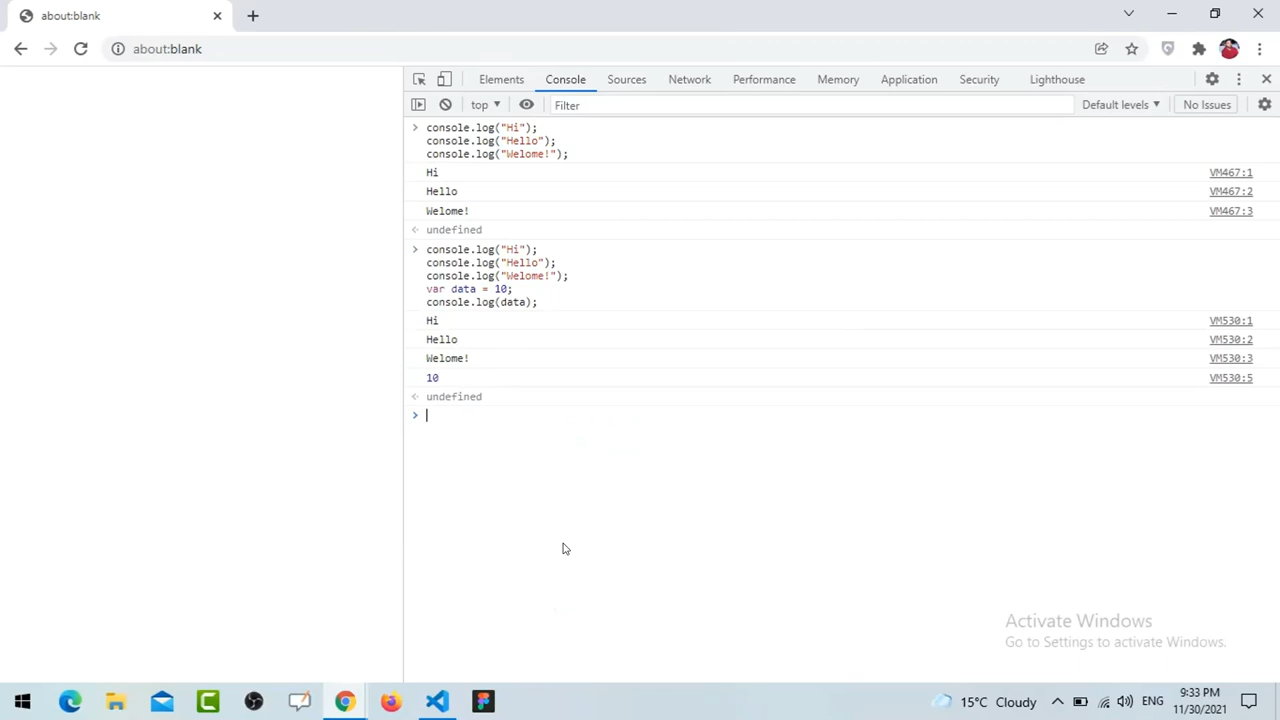 about:blank
about:blank
Elements Console Sources Network Performance Memory Application Security Lighthouse
top Filter Default levels No Issues
console.log("Hi");
console.log("Hello");
console.log("Welome!");
Hi VM467:1
Hello VM467:2
Welome! VM467:3
undefined
console.log("Hi");
console.log("Hello");
console.log("Welome!");
var data = 10;
console.log(data);
Hi VM530:1
Hello VM530:2
Welome! VM530:3
10 VM530:5
undefined
Activate Windows
Go to Settings to activate Windows.
15°C Cloudy ENG 9:33 PM
11/30/2021